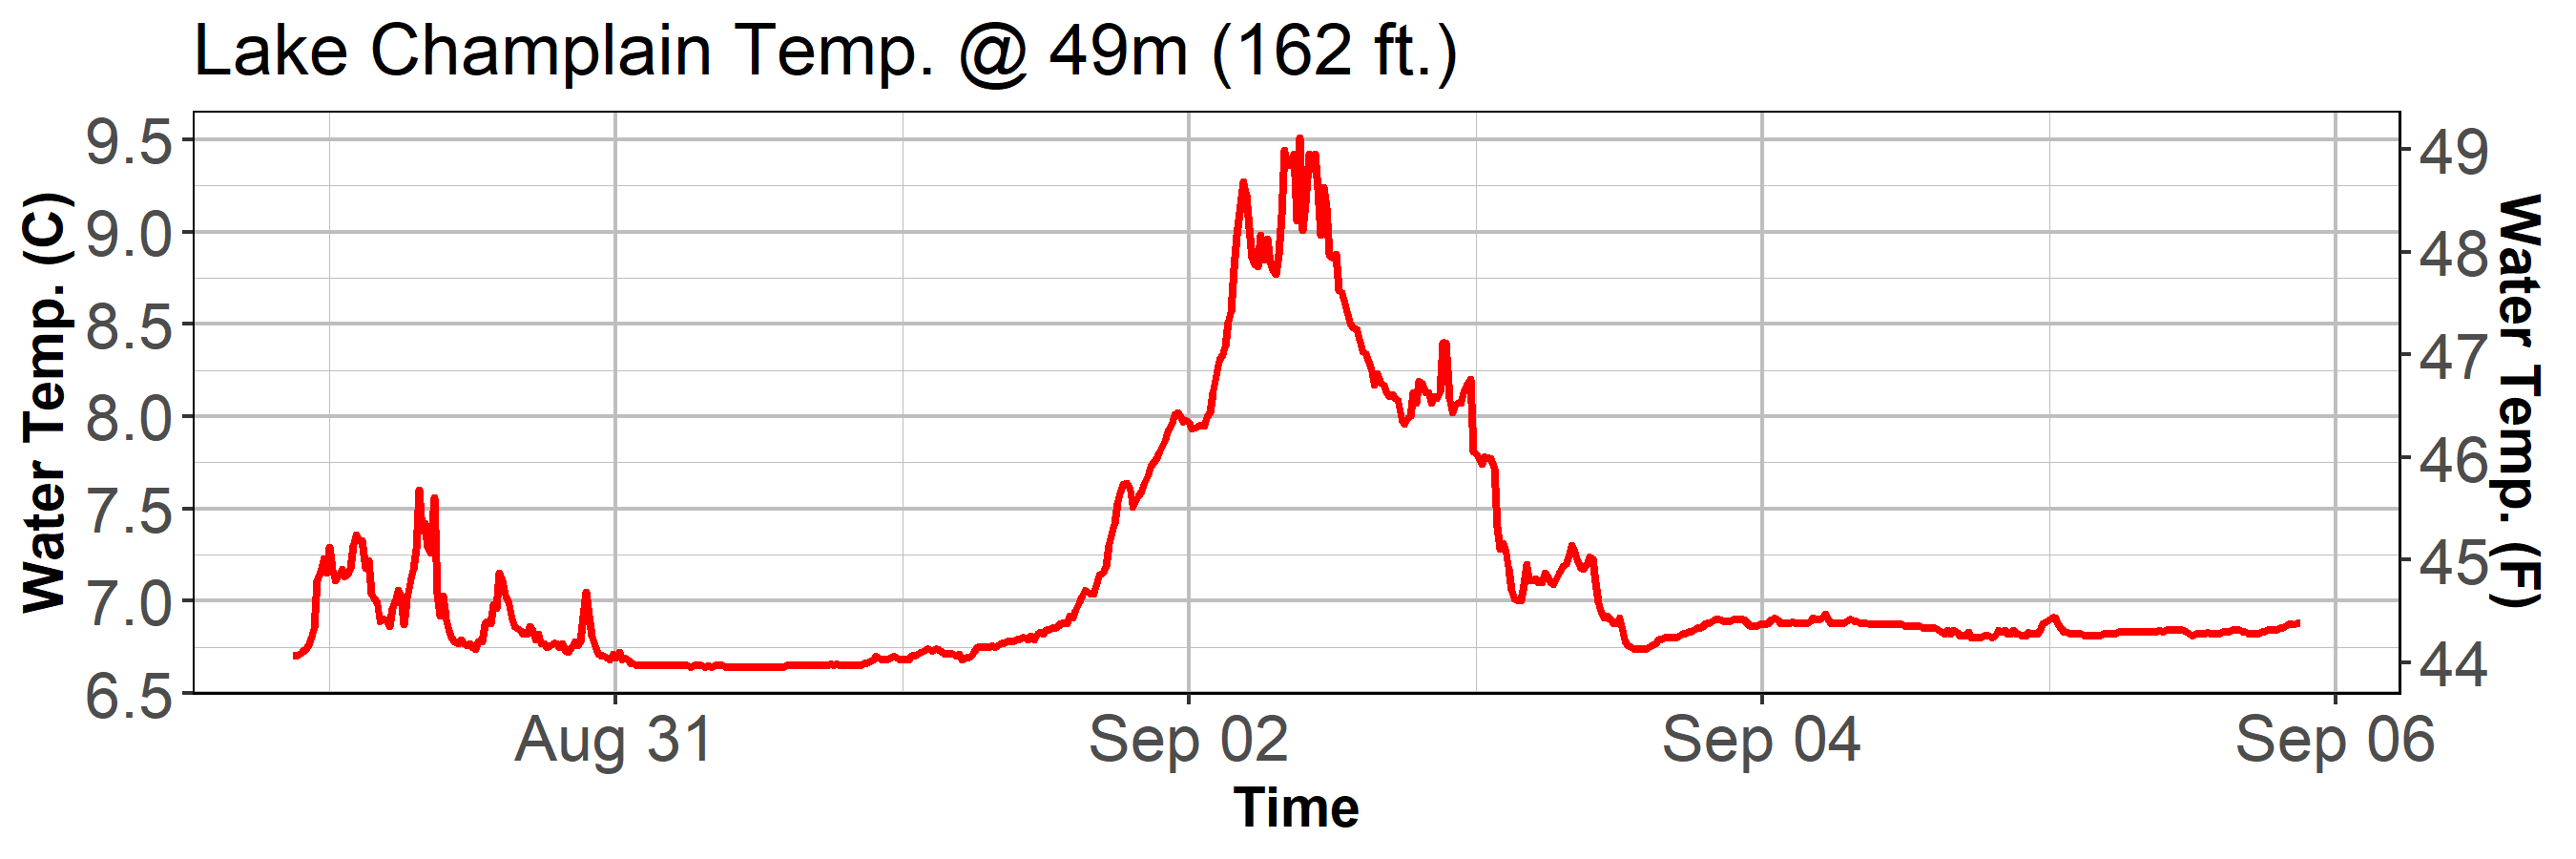 Lake Champlain Temp. @ 49m (162 ft.)
Water Temp. (C)
9.5
9.0
8.5
8.0
7.5
7.0
6.5
49
48
47
46
45
44
Water Temp. (F)
Aug 31
Sep 02
Sep 04
Sep 06
Time